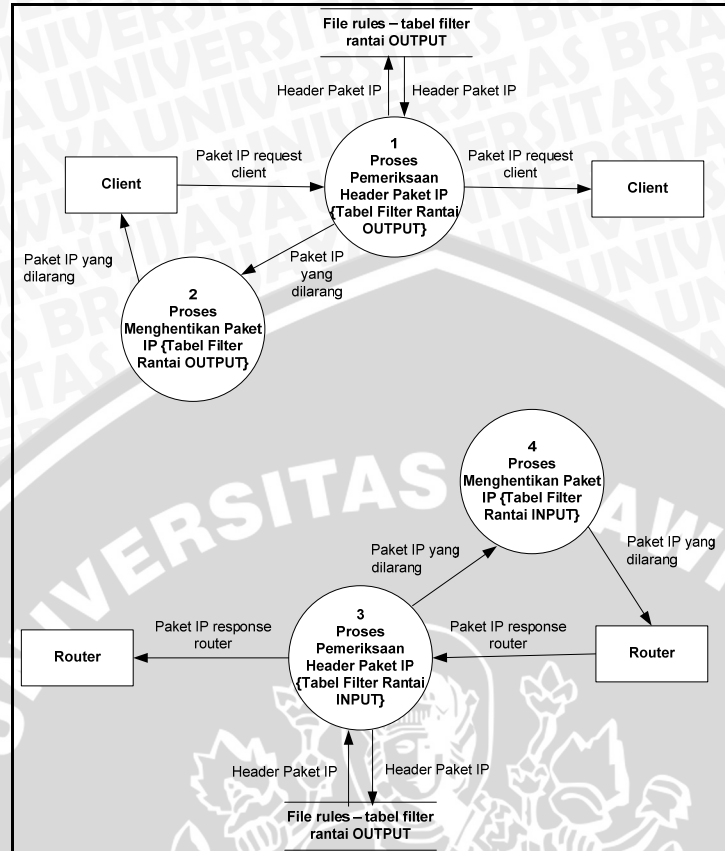 File rules – tabel filter
rantai OUTPUT
Header Paket IP
Header Paket IP
1
Proses
Pemeriksaan
Header Paket IP
{Tabel Filter Rantai
OUTPUT}
Client
Paket IP request
client
Paket IP request
client
Client
Paket IP yang
dilarang
Paket IP
yang
dilarang
2
Proses
Menghentikan Paket
IP {Tabel Filter
Rantai OUTPUT}
4
Proses
Menghentikan Paket
IP {Tabel Filter
Rantai INPUT}
Paket IP yang
dilarang
Paket IP yang
dilarang
3
Proses
Pemeriksaan
Header Paket IP
{Tabel Filter Rantai
INPUT}
Router
Paket IP response
router
Paket IP response
router
Router
Header Paket IP
Header Paket IP
File rules – tabel filter
rantai OUTPUT
UNIVERSITAS BRAWI